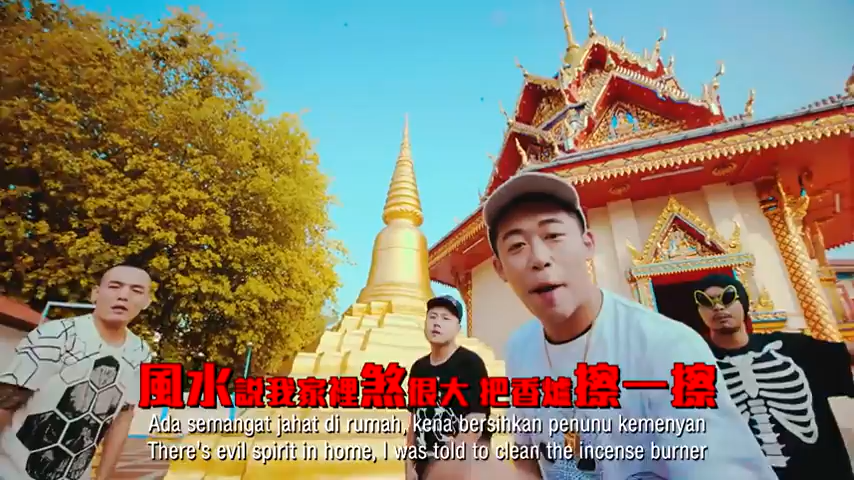 風水說我家裡煞很大 把香爐擦一擦
Ada semangat jahat di rumah, kena bersihkan penunu kemenyan
There's evil spirit in home, I was told to clean the incense burner